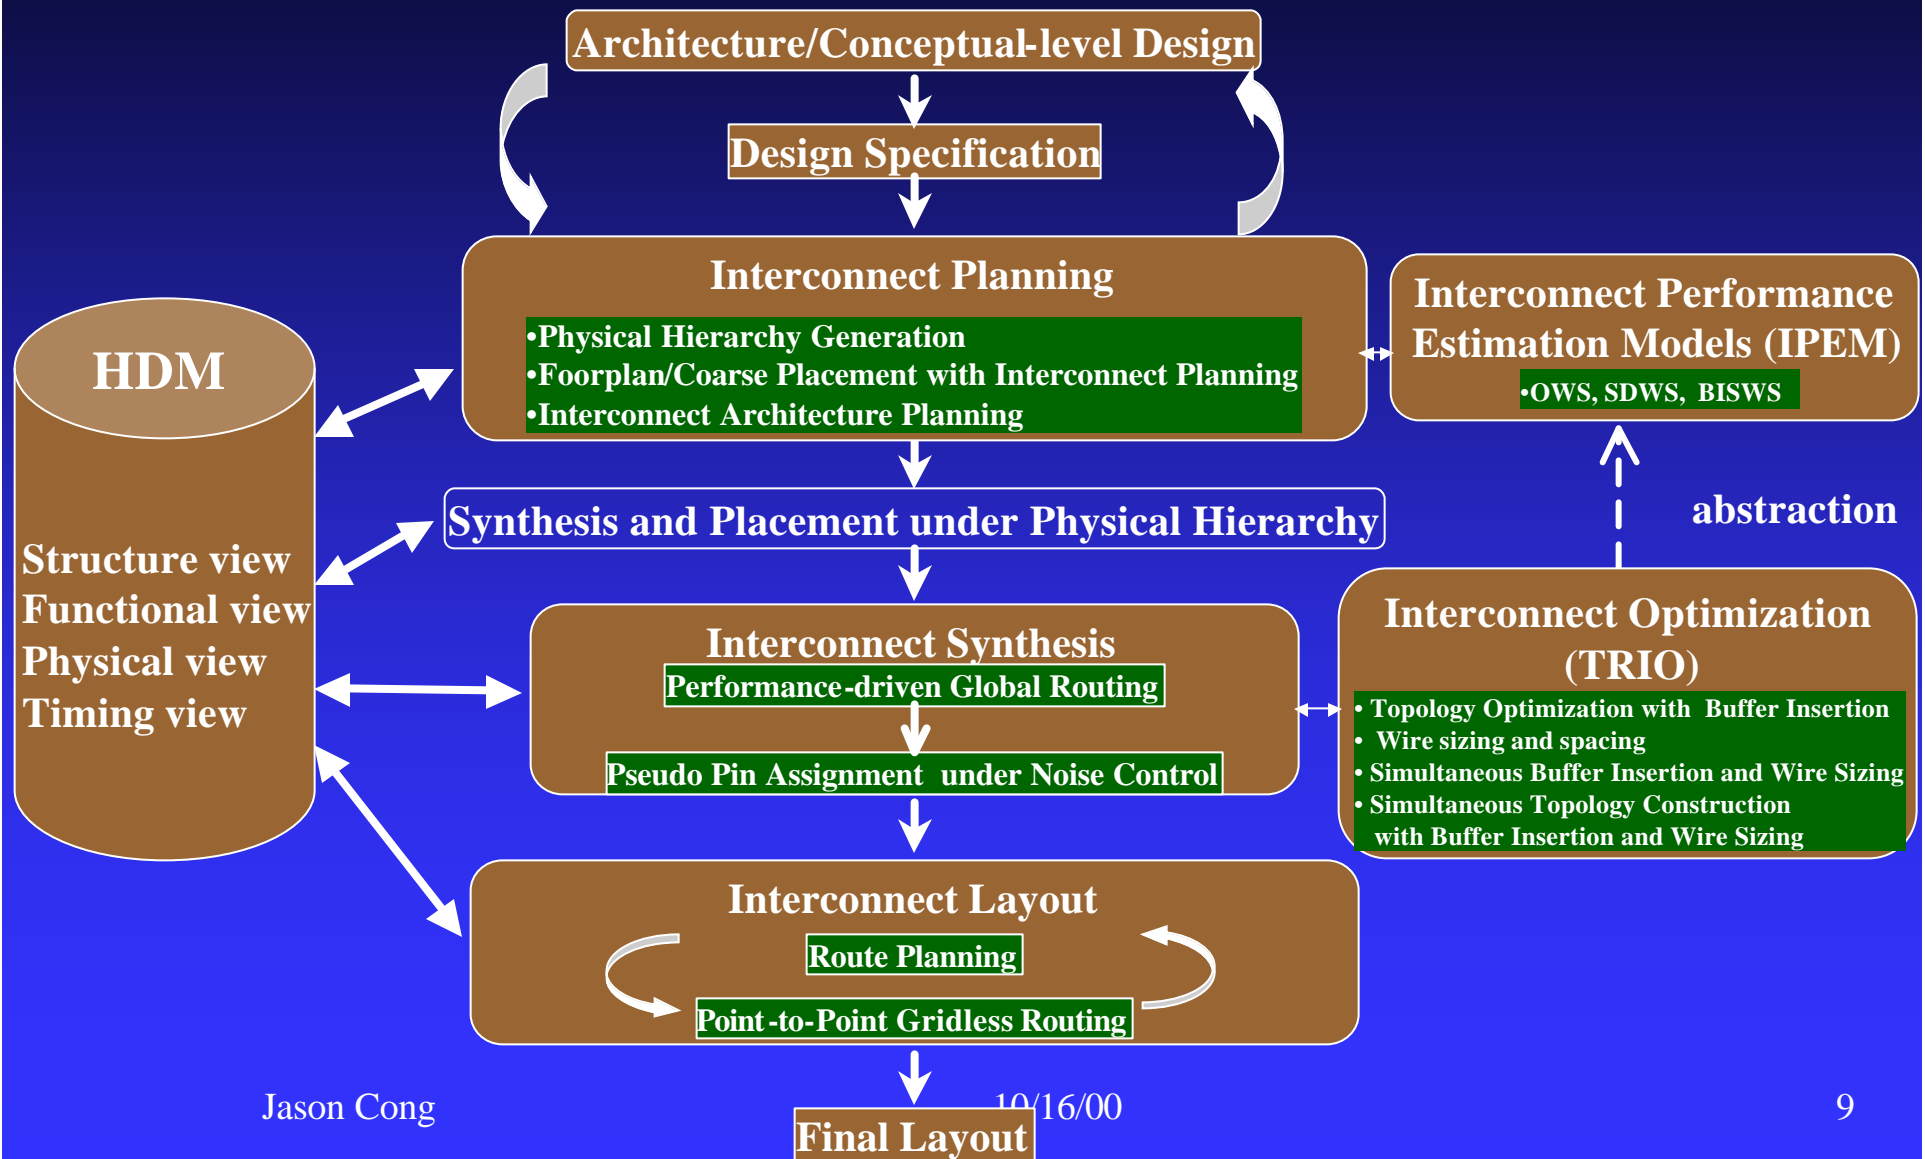 Architecture/Conceptual-level Design
Design Specification
Interconnect Planning
•Physical Hierarchy Generation
•Foorplan/Coarse Placement with Interconnect Planning
•Interconnect Architecture Planning
Interconnect Performance
Estimation Models (IPEM)
•OWS, SDWS, BISWS
HDM
Structure view
Functional view
Physical view
Timing view
Synthesis and Placement under Physical Hierarchy
abstraction
Interconnect Synthesis
Performance-driven Global Routing
Pseudo Pin Assignment under Noise Control
Interconnect Optimization
(TRIO)
• Topology Optimization with Buffer Insertion
• Wire sizing and spacing
• Simultaneous Buffer Insertion and Wire Sizing
• Simultaneous Topology Construction
with Buffer Insertion and Wire Sizing
Interconnect Layout
Route Planning
Point-to-Point Gridless Routing
Final Layout
Jason Cong
10/16/00
9